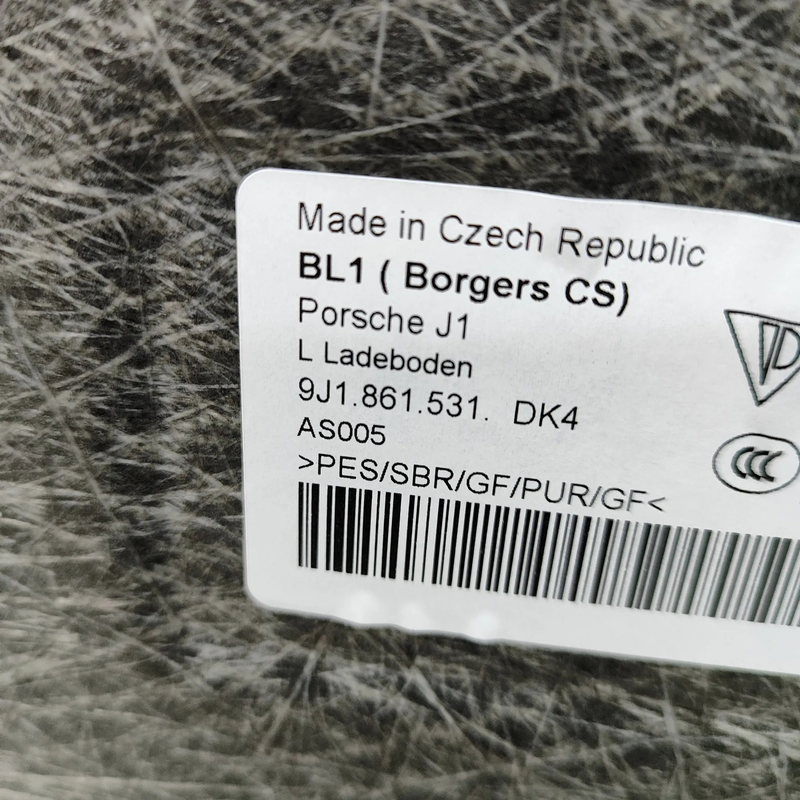 Made in Czech Republic
BL1 ( Borgers CS)
Porsche J1
L Ladeboden
9J1.861.531. DK4
AS005
>PES/SBR/GF/PUR/GF<
CCC